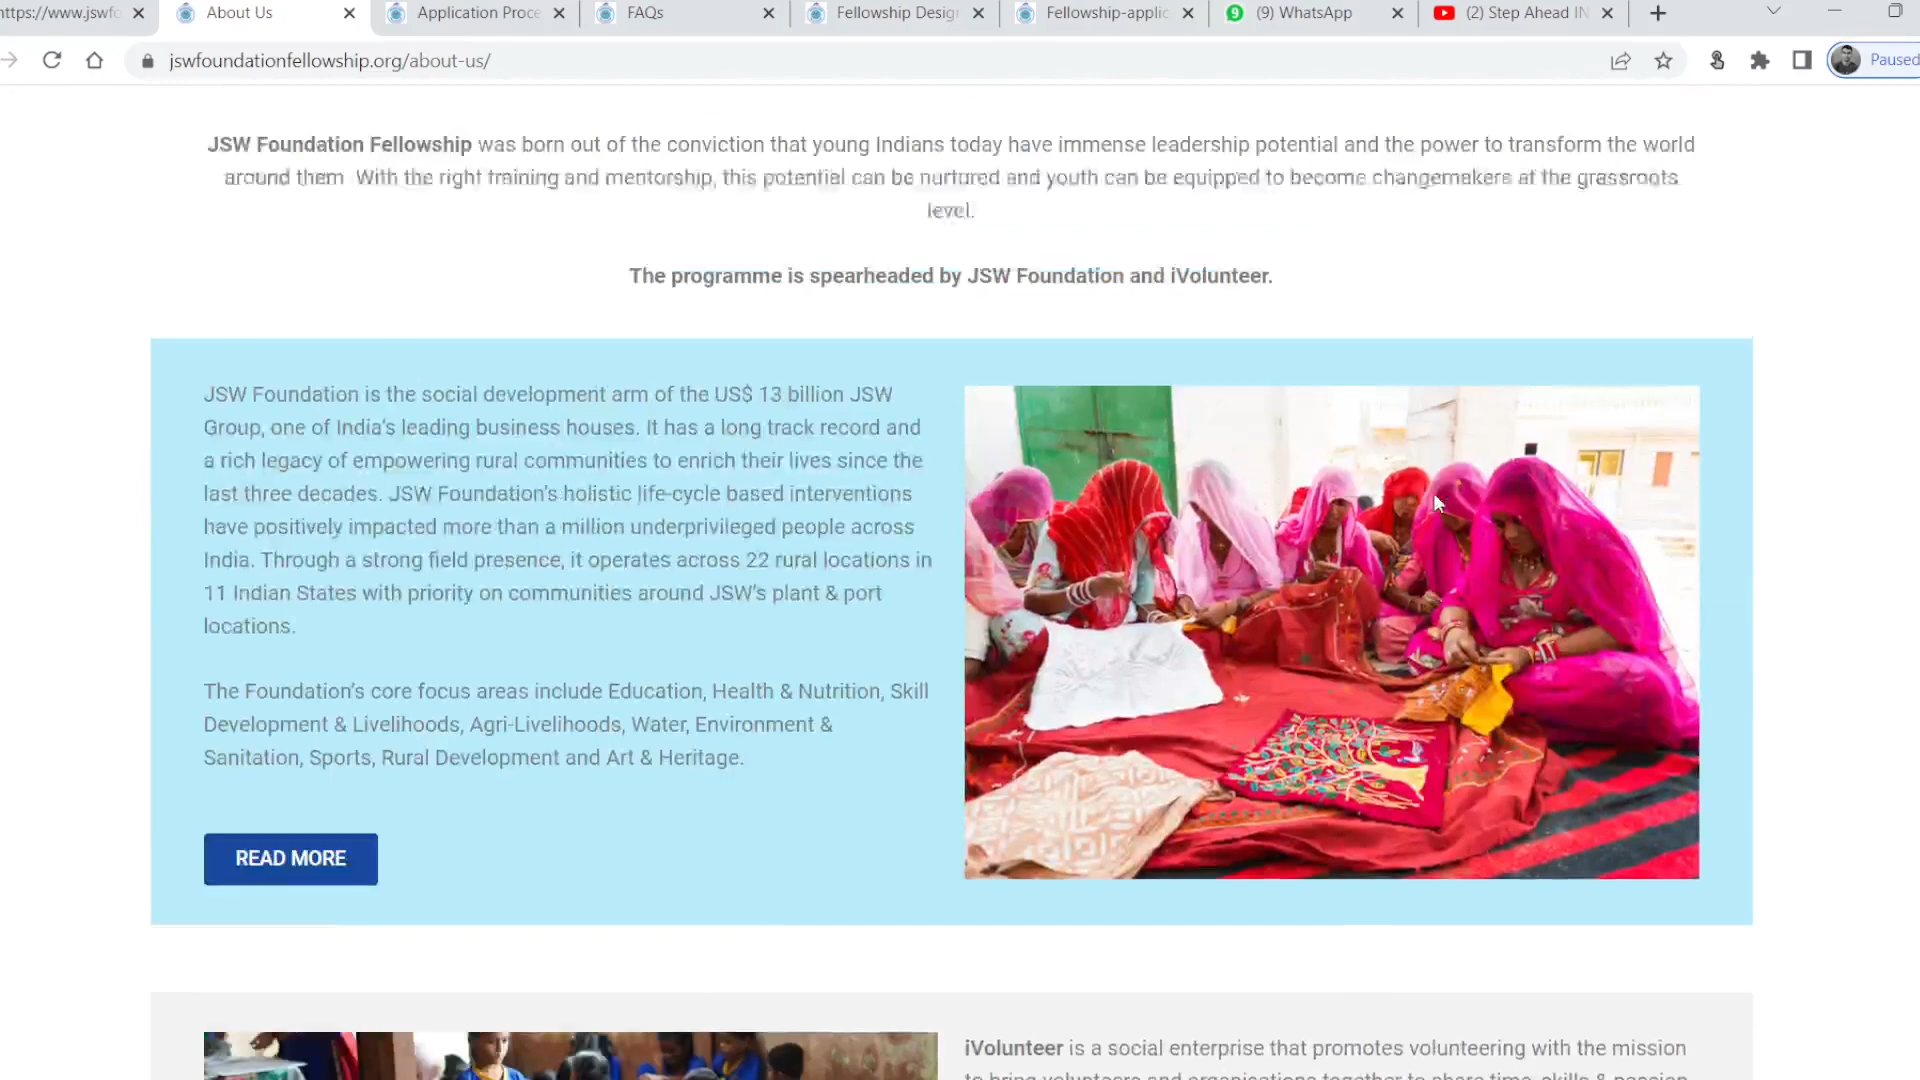 https://www.jswfo
About Us
Application Proce
FAQs
Fellowship Desig
Fellowship-applic
9
(9) WhatsApp
(2) Step Ahead IN
jswfoundationfellowship.org/about-us/
Paused
JSW Foundation Fellowship was born out of the conviction that young Indians today have immense leadership potential and the power to transform the world
around them. With the right training and mentorship, this potential can be nurtured and youth can be equipped to become changemakers at the grassroots
level.
The programme is spearheaded by JSW Foundation and iVolunteer.
JSW Foundation is the social development arm of the US$ 13 billion JSW
Group, one of India's leading business houses. It has a long track record and
a rich legacy of empowering rural communities to enrich their lives since the
last three decades. JSW Foundation's holistic life-cycle based interventions
have positively impacted more than a million underprivileged people across
India. Through a strong field presence, it operates across 22 rural locations in
11 Indian States with priority on communities around JSW's plant & port
locations.
The Foundation's core focus areas include Education, Health & Nutrition, Skill
Development & Livelihoods, Agri-Livelihoods, Water, Environment &
Sanitation, Sports, Rural Development and Art & Heritage.
READ MORE
iVolunteer is a social enterprise that promotes volunteering with the mission
to bring volunteers and organisations together to share time, skills & passion